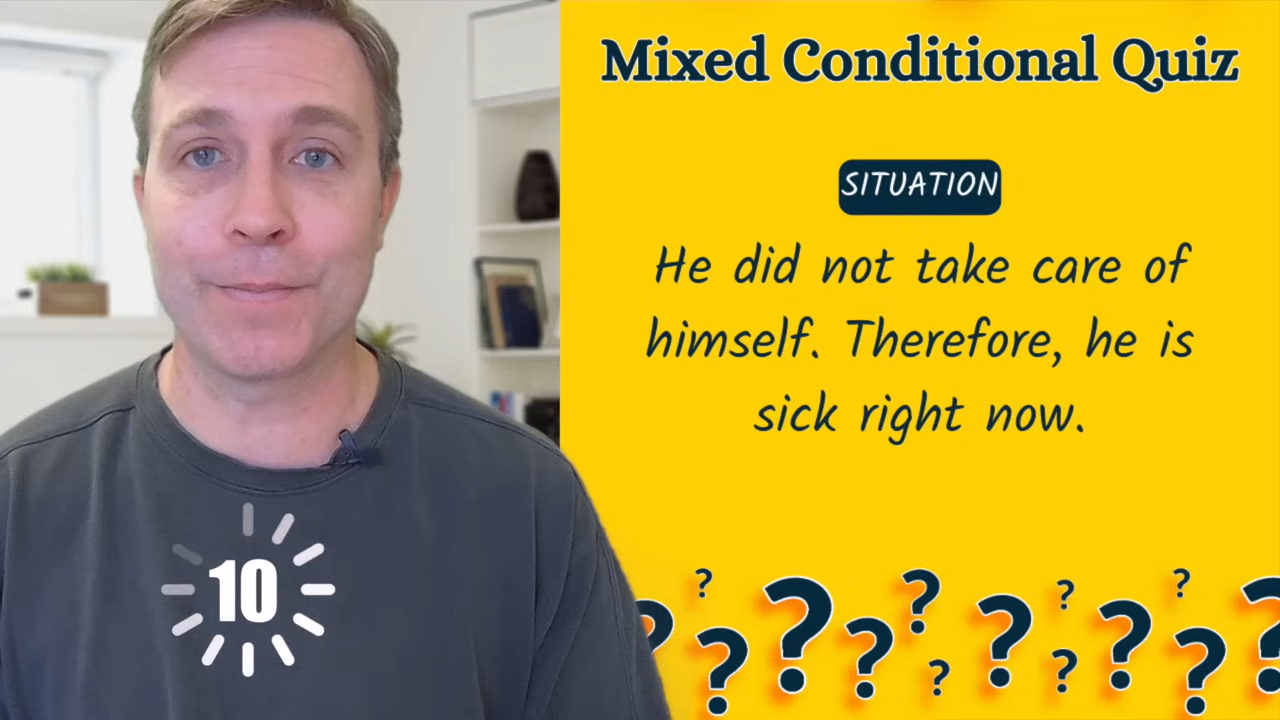 Mixed Conditional Quiz
SITUATION
He did not take care of
himself. Therefore, he is
sick right now.
10
? ? ? ? ? ? ? ? ? ? ? ? ?